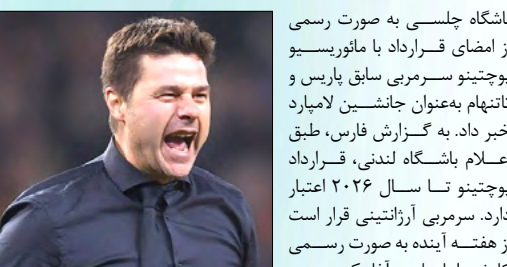 باشگاه چلسی به صورت رسمی
ز امضای قرارداد با مائوریسیو
پوچتینو سرمربی سابق پاریس و
تاتنهام به‌عنوان جانشین لامپارد
خبر داد. به گزارش فارس، طبق
اعلام باشگاه لندنی، قرارداد
پوچتینو تا سال ۲۰۲۶ اعتبار
دارد. سرمربی آرژانتینی قرار است
ز هفته آینده به صورت رسمی